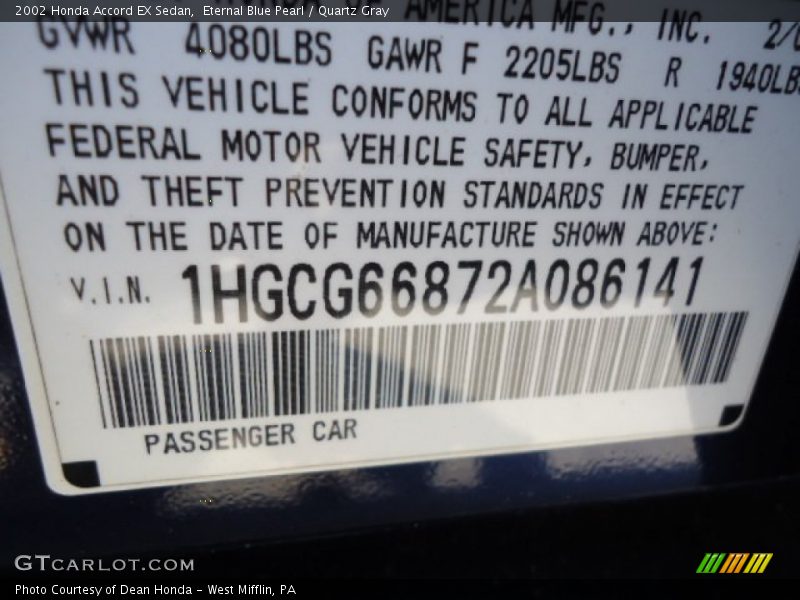 2002 Honda Accord EX Sedan, Eternal Blue Pearl / Quartz Gray
AMERICA MFG., INC.
GVWR 4080LBS GAWR F 2205LBS R 1940LBS
THIS VEHICLE CONFORMS TO ALL APPLICABLE
FEDERAL MOTOR VEHICLE SAFETY, BUMPER,
AND THEFT PREVENTION STANDARDS IN EFFECT
ON THE DATE OF MANUFACTURE SHOWN ABOVE:
V.I.N. 1HGCG66872A086141
PASSENGER CAR
GTCARLOT.COM
Photo Courtesy of Dean Honda - West Mifflin, PA